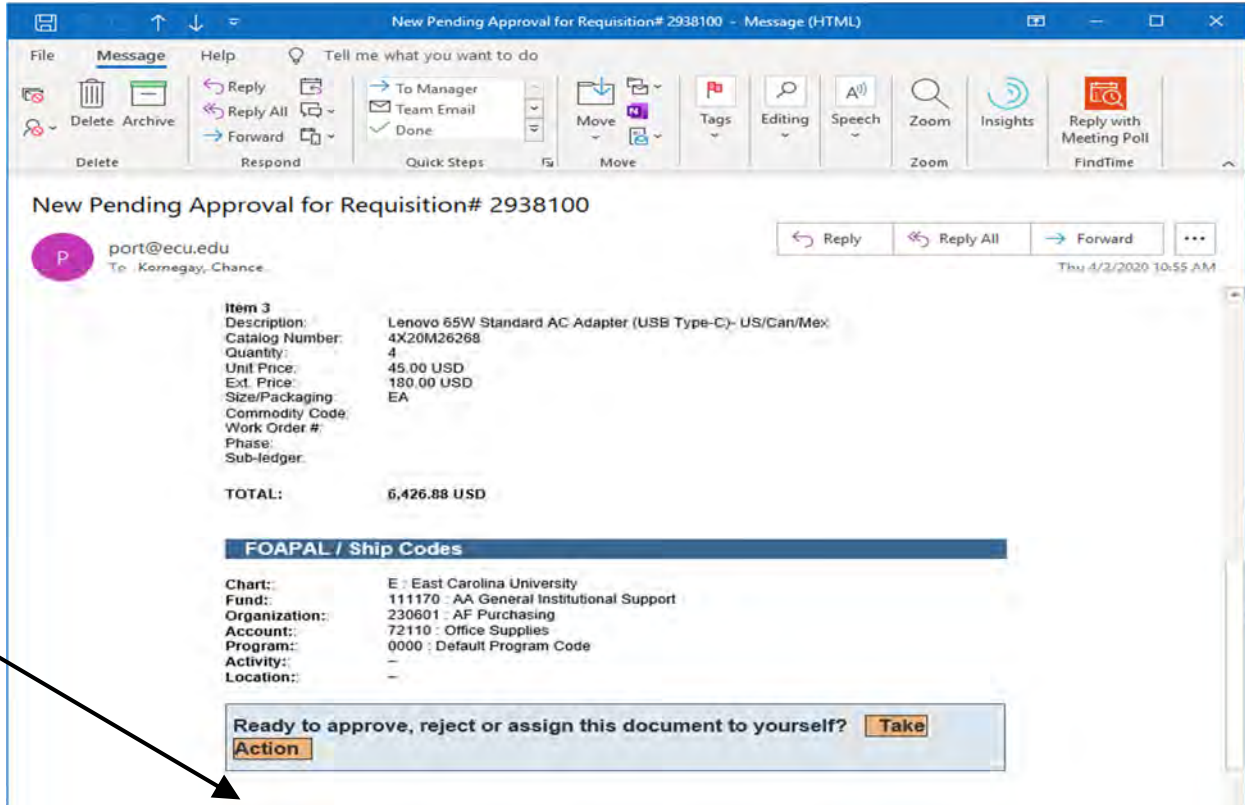 New Pending Approval for Requisition# 2938100 - Message (HTML)
File Message Help Tell me what you want to do
Delete Archive
Reply
Reply All
Forward
To Manager
Team Email
Done
Move
Tags
Editing
Speech
Zoom
Insights
Reply with
Meeting Poll
Delete Respond Quick Steps Move Zoom FindTime
New Pending Approval for Requisition# 2938100
Reply Reply All Forward
P
port@ecu.edu
To Kornegay, Chance
Thu 4/2/2020 10:55 AM
Item 3
Description: Lenovo 65W Standard AC Adapter (USB Type-C)- US/Can/Mex
Catalog Number: 4X20M26268
Quantity: 4
Unit Price: 45.00 USD
Ext. Price: 180.00 USD
Size/Packaging: EA
Commodity Code:
Work Order #:
Phase:
Sub-ledger:
TOTAL: 6,426.88 USD
FOAPAL / Ship Codes
Chart:: E : East Carolina University
Fund:: 111170 : AA General Institutional Support
Organization:: 230601 : AF Purchasing
Account:: 72110 : Office Supplies
Program:: 0000 : Default Program Code
Activity:: –
Location:: –
Ready to approve, reject or assign this document to yourself? Take
Action